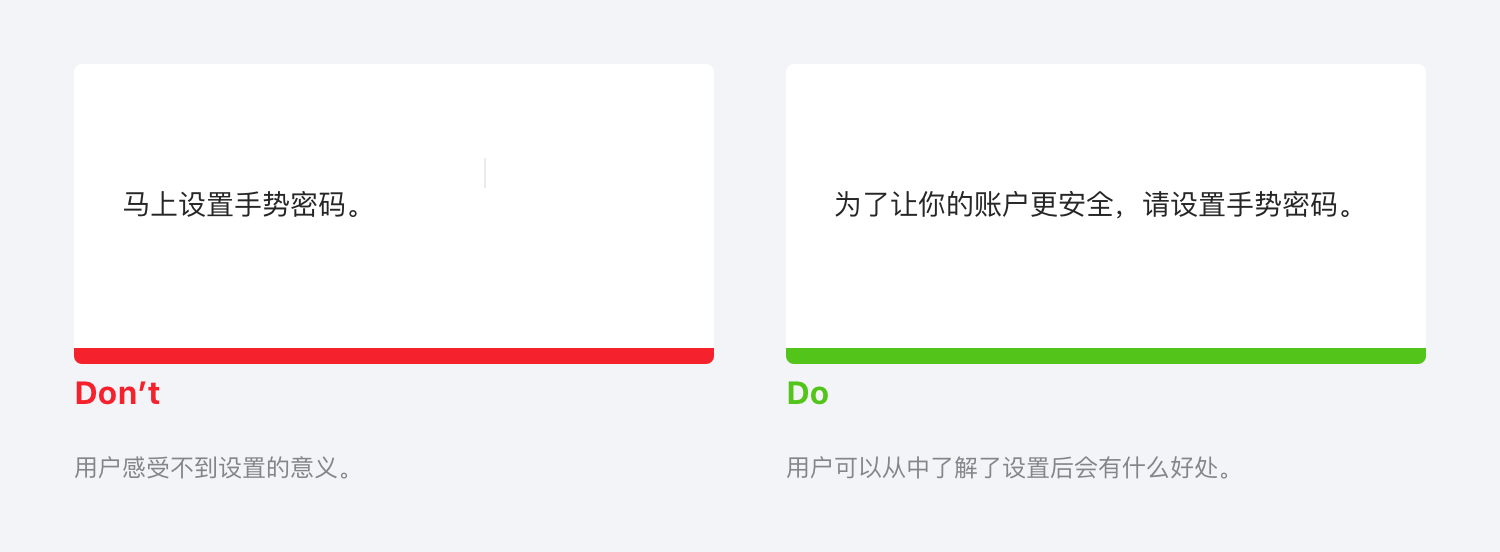 马上设置手势密码。
为了让你的账户更安全，请设置手势密码。
Don’t
Do
用户感受不到设置的意义。
用户可以从中了解了设置后会有什么好处。